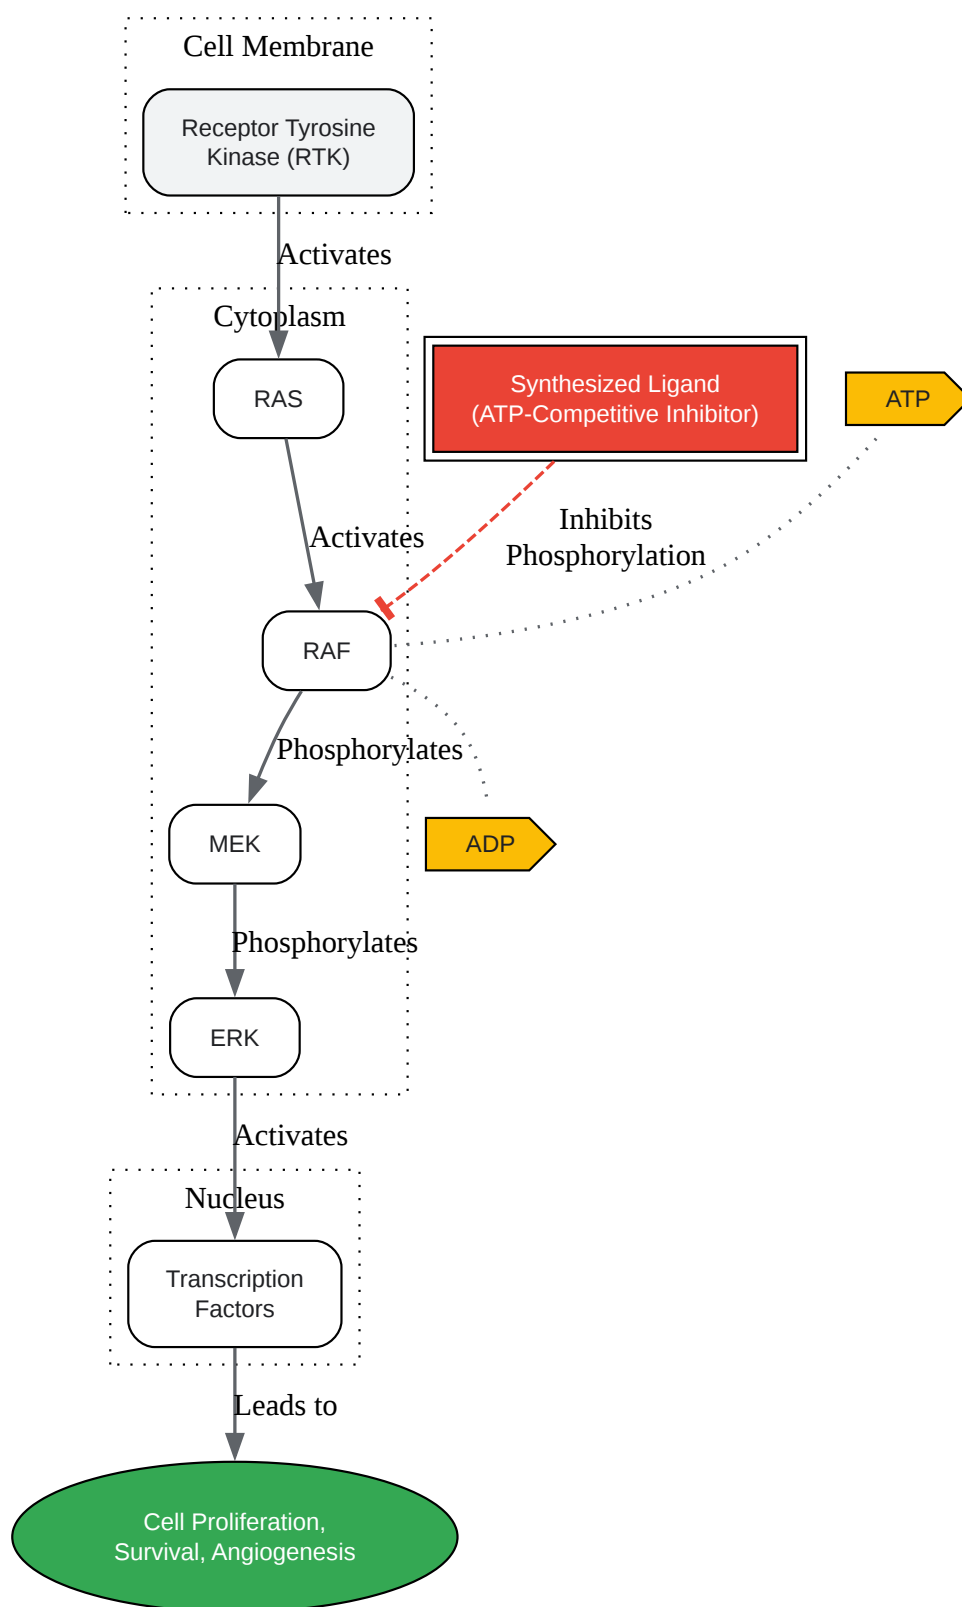 Cell Membrane
Receptor Tyrosine
Kinase (RTK)
Activates
Cytoplasm
RAS
Synthesized Ligand
(ATP-Competitive Inhibitor)
ATP
Activates
Inhibits
Phosphorylation
RAF
Phosphorylates
MEK
ADP
Phosphorylates
ERK
Activates
Nucleus
Transcription
Factors
Leads to
Cell Proliferation,
Survival, Angiogenesis